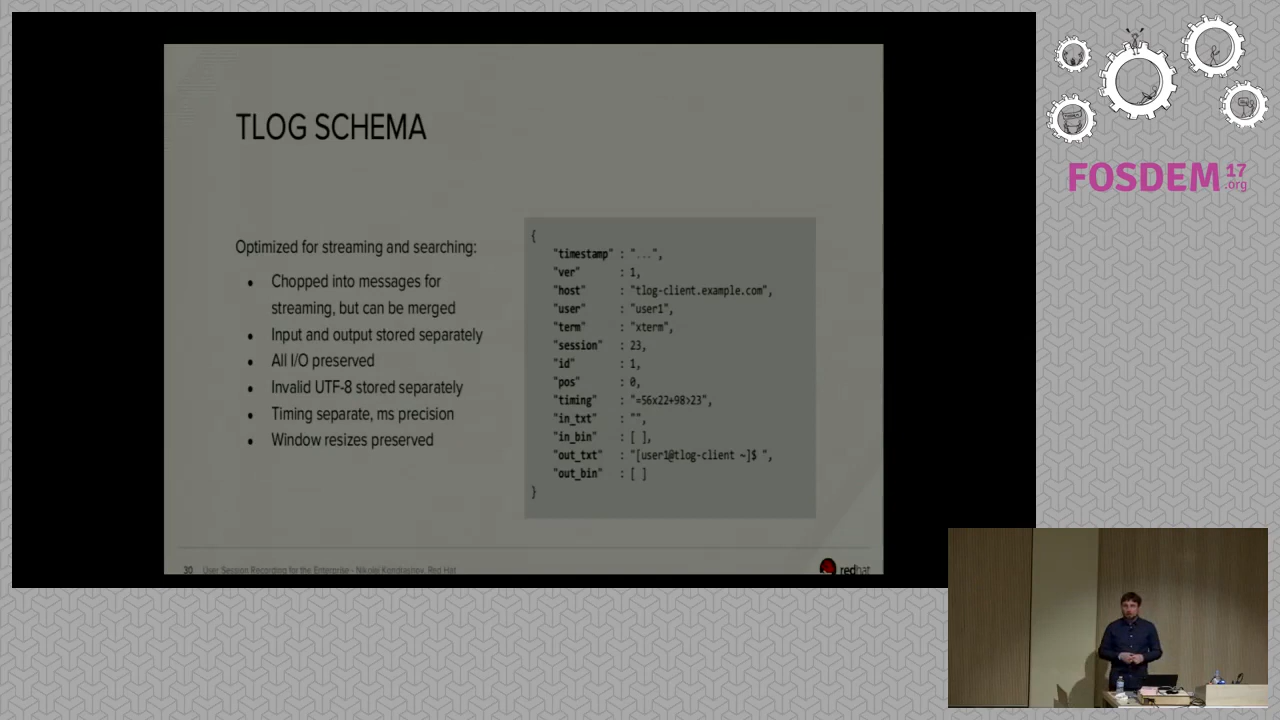 TLOG SCHEMA
Optimized for streaming and searching:
• Chopped into messages for
streaming, but can be merged
• Input and output stored separately
• All I/O preserved
• Invalid UTF-8 stored separately
• Timing separate, ms precision
• Window resizes preserved
{
"timestamp" : "...",
"ver" : 1,
"host" : "tlog-client.example.com",
"user" : "user1",
"term" : "xterm",
"session" : 23,
"id" : 1,
"pos" : 0,
"timing" : "=56x22+98>23",
"in_txt" : "",
"in_bin" : [ ],
"out_txt" : "[user1@tlog-client ~]$ ",
"out_bin" : [ ]
}
30 User Session Recording for the Enterprise - Nikolai Kondrashov, Red Hat
redhat
FOSDEM 17
.org